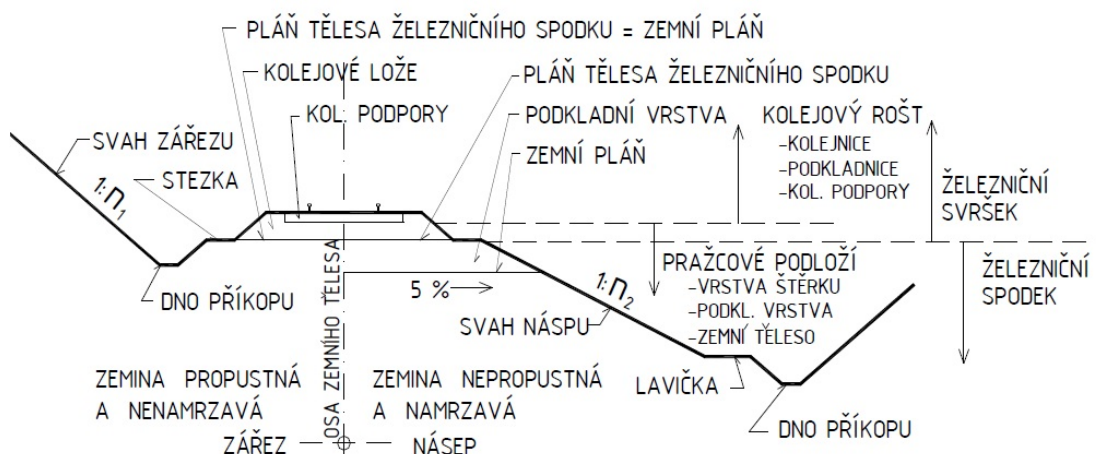 PLÁŇ TĚLESA ŽELEZNIČNÍHO SPODKU = ZEMNÍ PLÁŇ
KOLEJOVÉ LOŽE
PLÁŇ TĚLESA ŽELEZNIČNÍHO SPODKU
KOL. PODPORY
PODKLADNÍ VRSTVA
KOLEJOVÝ ROŠT
-KOLEJNICE
-PODKLADNICE
-KOL. PODPORY
SVAH ZÁŘEZU
ZEMNÍ PLÁŇ
STEZKA
1:n1
ŽELEZNIČNÍ
SVRŠEK
PRAŽCOVÉ PODLOŽÍ
-VRSTVA ŠTĚRKU
-PODKL. VRSTVA
-ZEMNÍ TĚLESO
ŽELEZNIČNÍ
SPODEK
DNO PŘÍKOPU
5 %
1:n2
SVAH NÁSPU
OSA ZEMNÍHO TĚLESA
ZEMINA PROPUSTNÁ
A NENAMRZAVÁ
ZEMINA NEPROPUSTNÁ
A NAMRZAVÁ
LAVIČKA
DNO PŘÍKOPU
ZÁŘEZ
NÁSEP